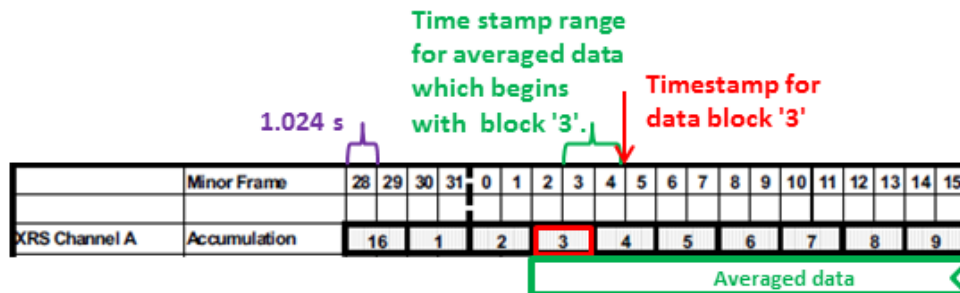 Time stamp range
for averaged data
which begins
with block '3'.
Timestamp for
data block '3'
1.024 s
Minor Frame 28 29 30 31 0 1 2 3 4 5 6 7 8 9 10 11 12 13 14 15
XRS Channel A Accumulation 16 1 2 3 4 5 6 7 8 9
Averaged data